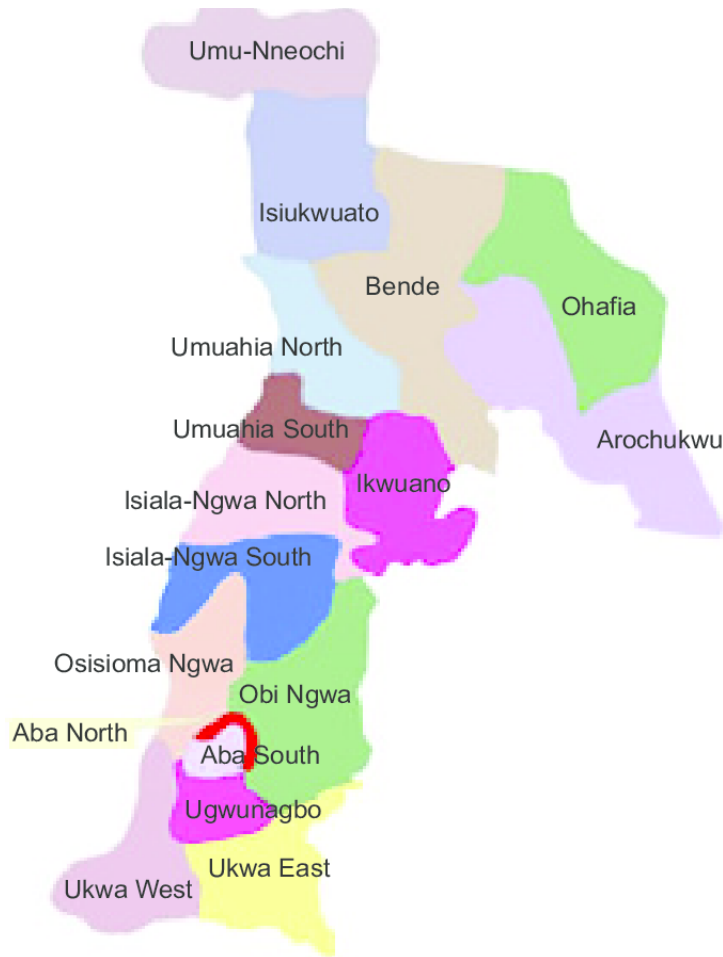 Umu-Nneochi
Isiukwuato
Bende
Ohafia
Umuahia North
Umuahia South
Arochukwu
Ikwuano
Isiala-Ngwa North
Isiala-Ngwa South
Osisioma Ngwa
Obi Ngwa
Aba North
Aba South
Ugwunagbo
Ukwa East
Ukwa West